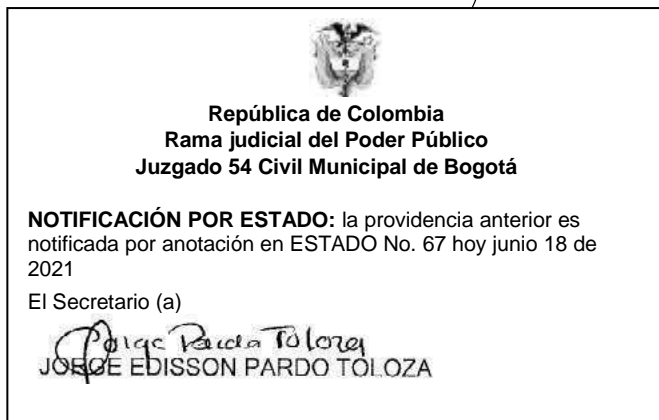 República de Colombia
Rama judicial del Poder Público
Juzgado 54 Civil Municipal de Bogotá
NOTIFICACIÓN POR ESTADO: la providencia anterior es
notificada por anotación en ESTADO No. 67 hoy junio 18 de
2021
El Secretario (a)
Jorge Pardo Toloza
JORGE EDISSON PARDO TOLOZA